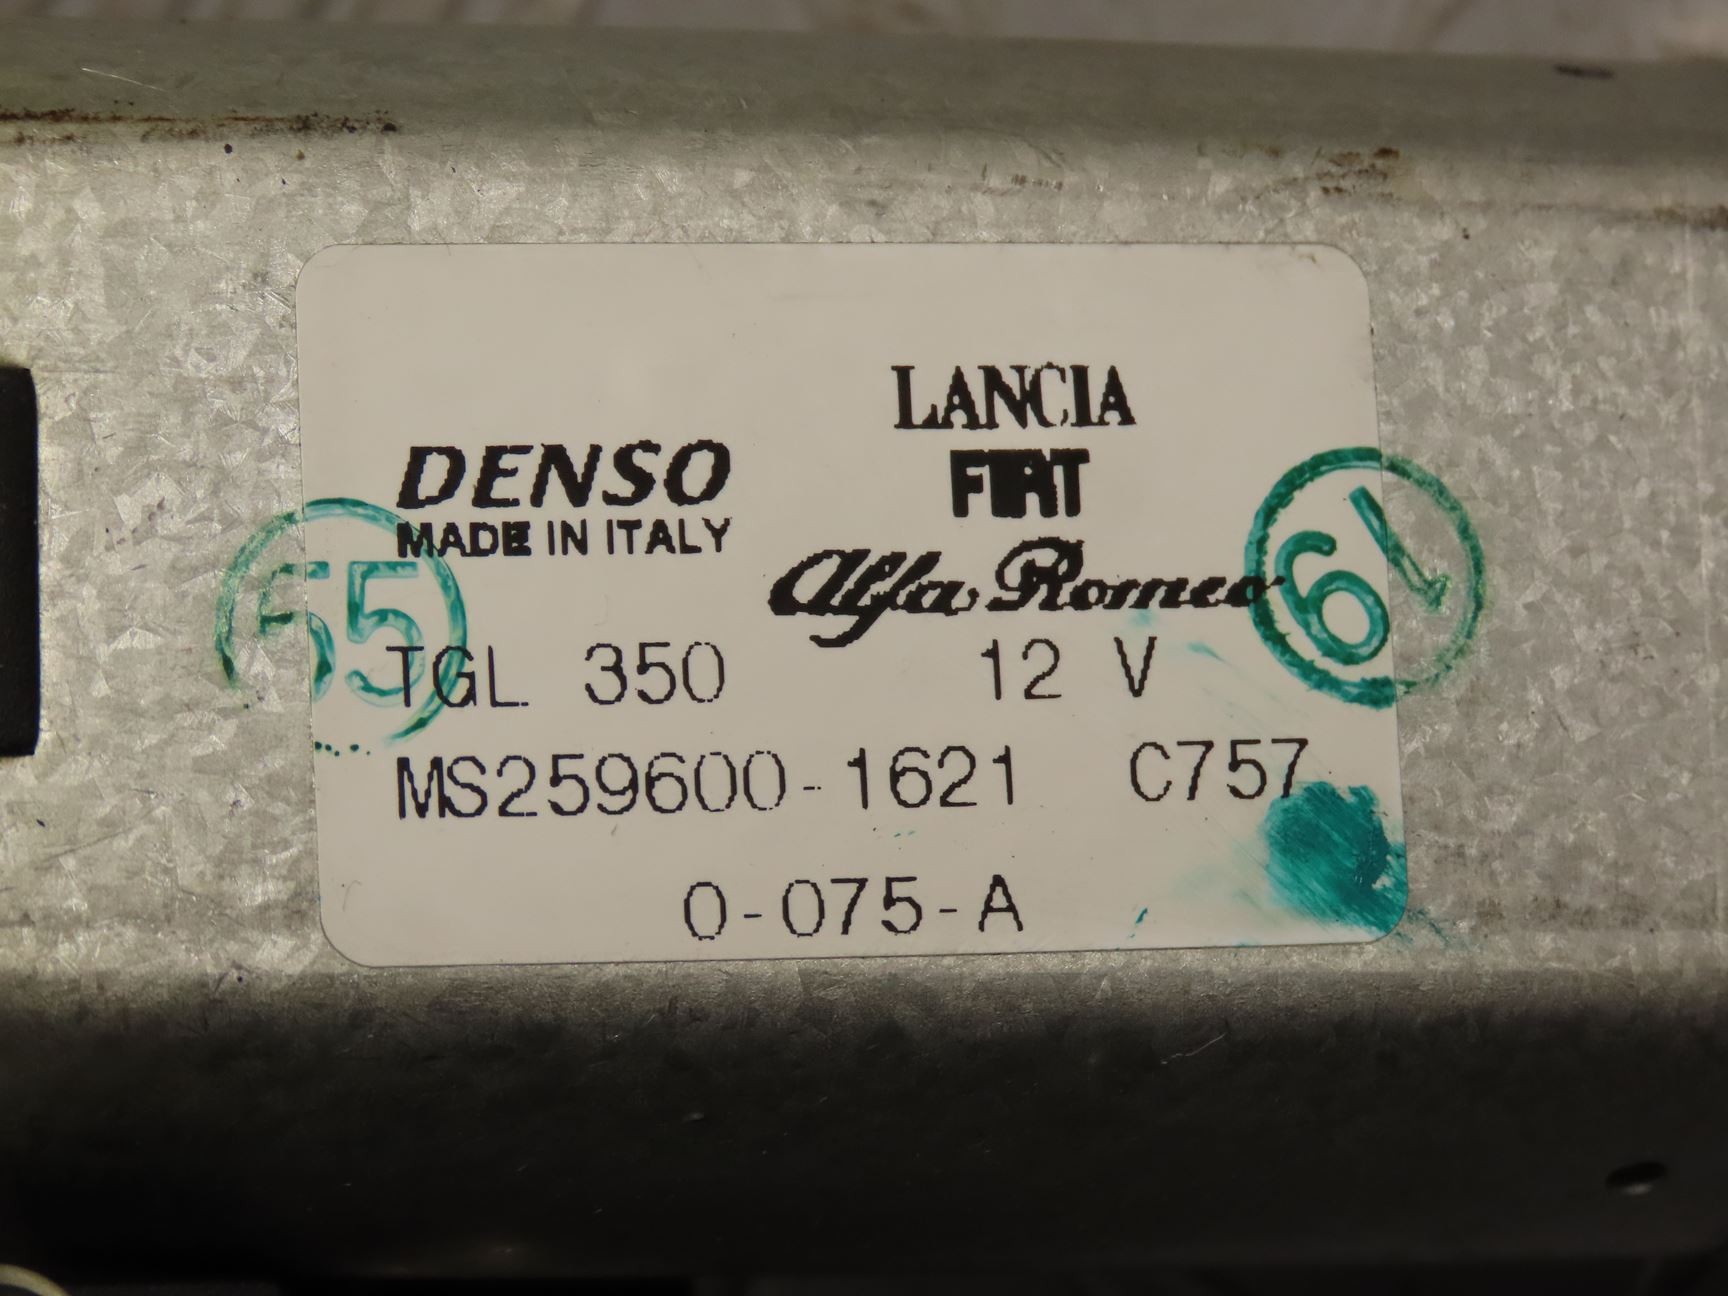 LANCIA
DENSO
FIAT
MADE IN ITALY
Alfa Romeo
55
61
TGL 350 12 V
MS259600-1621 C757
0-075-A